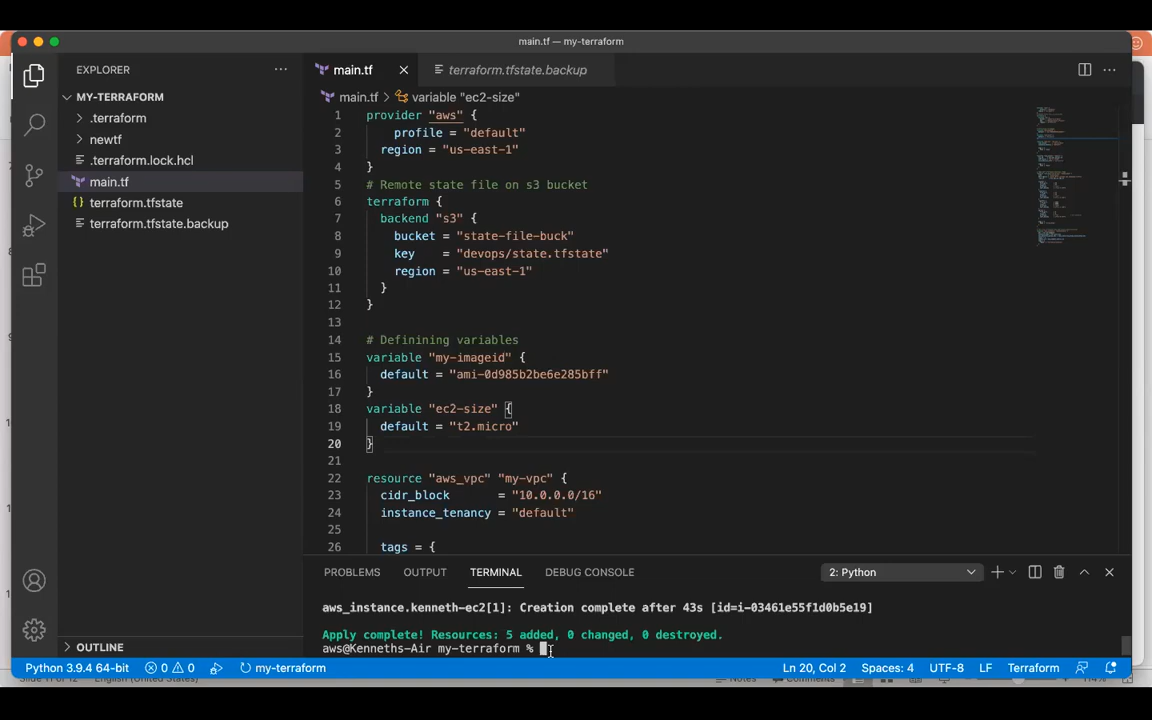 main.tf — my-terraform
EXPLORER
MY-TERRAFORM
.terraform
newtf
.terraform.lock.hcl
main.tf
terraform.tfstate
terraform.tfstate.backup
OUTLINE
main.tf
terraform.tfstate.backup
main.tf > variable "ec2-size"
1 provider "aws" {
2 profile = "default"
3 region = "us-east-1"
4 }
5 # Remote state file on s3 bucket
6 terraform {
7 backend "s3" {
8 bucket = "state-file-buck"
9 key = "devops/state.tfstate"
10 region = "us-east-1"
11 }
12 }
13
14 # Definining variables
15 variable "my-imageid" {
16 default = "ami-0d985b2be6e285bff"
17 }
18 variable "ec2-size" {
19 default = "t2.micro"
20 }
21
22 resource "aws_vpc" "my-vpc" {
23 cidr_block = "10.0.0.0/16"
24 instance_tenancy = "default"
25
26 tags = {
PROBLEMS OUTPUT TERMINAL DEBUG CONSOLE 2: Python
aws_instance.kenneth-ec2[1]: Creation complete after 43s [id=i-03461e55f1d0b5e19]
Apply complete! Resources: 5 added, 0 changed, 0 destroyed.
aws@Kenneths-Air my-terraform %
Python 3.9.4 64-bit 0 0 my-terraform Ln 20, Col 2 Spaces: 4 UTF-8 LF Terraform